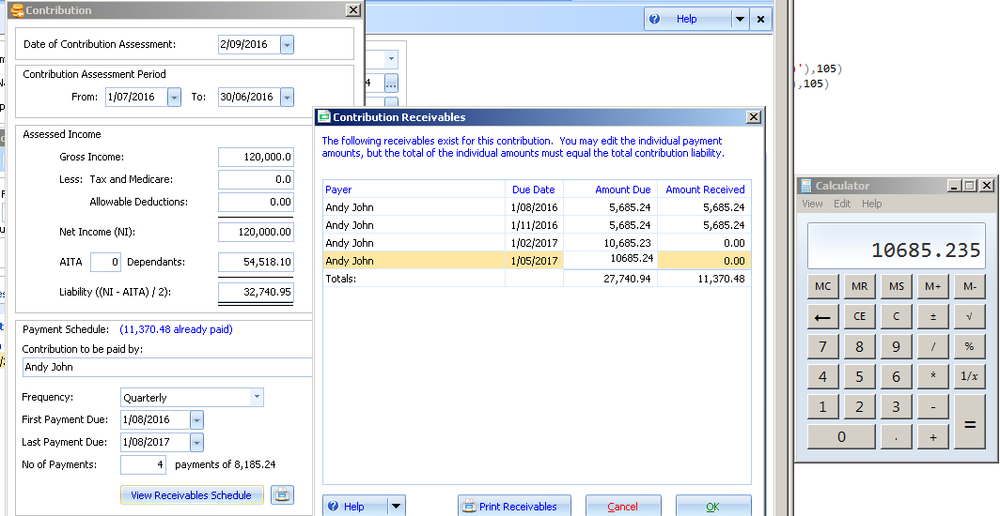 Contribution
Help
Date of Contribution Assessment: 2/09/2016
Contribution Assessment Period
From: 1/07/2016 To: 30/06/2016
Assessed Income
Gross Income: 120,000.0
Less: Tax and Medicare: 0.0
Allowable Deductions: 0.00
Net Income (NI): 120,000.00
AITA 0 Dependants: 54,518.10
Liability ((NI - AITA) / 2): 32,740.95
Payment Schedule: (11,370.48 already paid)
Contribution to be paid by:
Andy John
Frequency: Quarterly
First Payment Due: 1/08/2016
Last Payment Due: 1/08/2017
No of Payments: 4 payments of 8,185.24
View Receivables Schedule
4
...
Contribution Receivables
The following receivables exist for this contribution. You may edit the individual payment
amounts, but the total of the individual amounts must equal the total contribution liability.
Payer Due Date Amount Due Amount Received
Andy John 1/08/2016 5,685.24 5,685.24
Andy John 1/11/2016 5,685.24 5,685.24
Andy John 1/02/2017 10,685.23 0.00
Andy John 1/05/2017 10685.24 0.00
Totals: 27,740.94 11,370.48
Help Print Receivables Cancel OK
'),105)
),105)
Calculator
View Edit Help
10685.235
MC MR MS M+ M-
← CE C ± √
7 8 9 / %
4 5 6 * 1/x
1 2 3 - =
0 . +